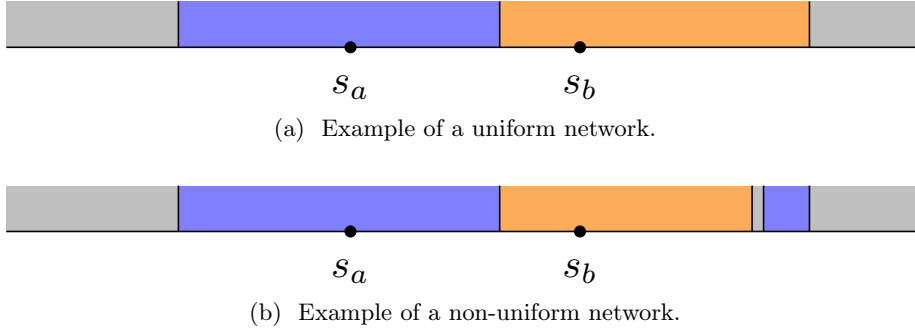 s_a s_b
(a) Example of a uniform network.
s_a s_b
(b) Example of a non-uniform network.